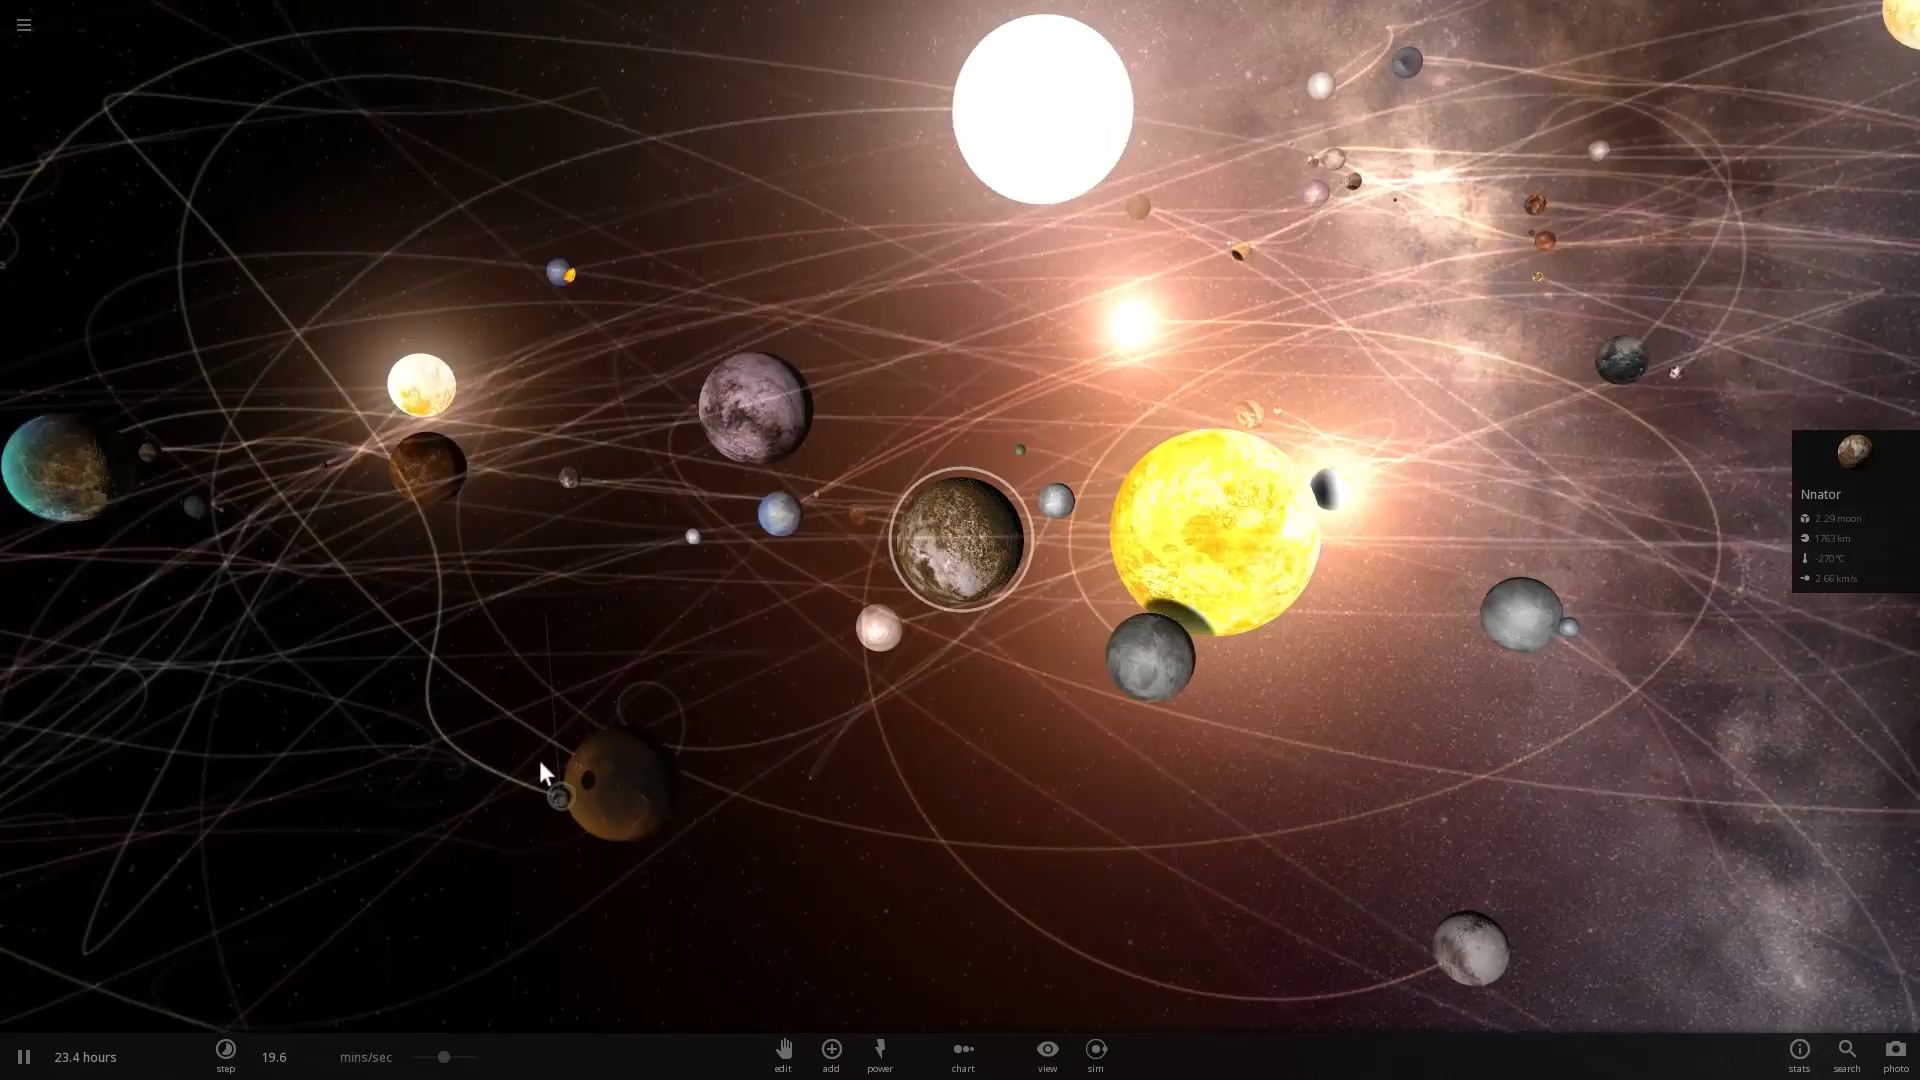 Nnator
2.29 moon
1763 km
-270 °C
2.66 km/s
23.4 hours
step
19.6
mins/sec
edit
add
power
chart
view
sim
stats
search
photo